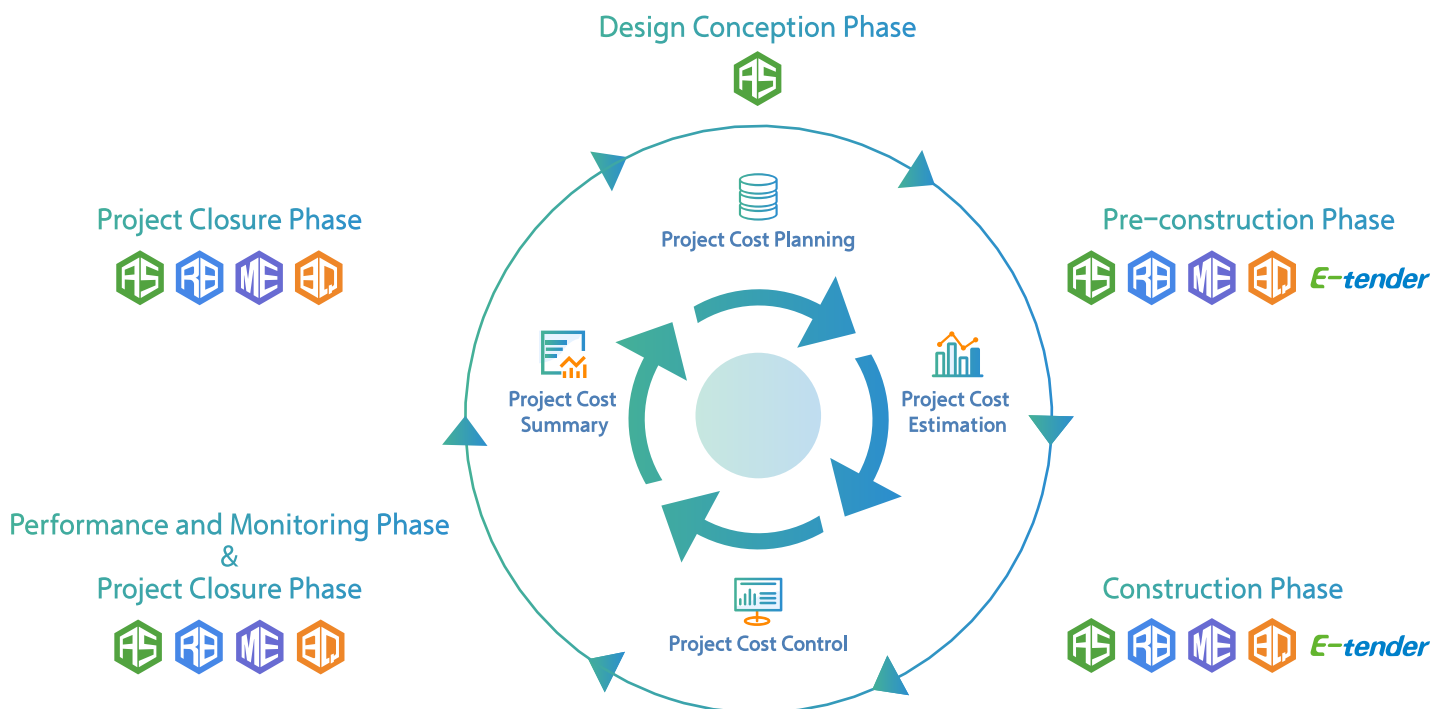 Design Conception Phase
AS
Project Cost Planning
Project Closure Phase
AS RB ME BQ
Pre-construction Phase
AS RB ME BQ E-tender
Project Cost
Summary
Project Cost
Estimation
Performance and Monitoring Phase
&
Project Closure Phase
AS RB ME BQ
Construction Phase
AS RB ME BQ E-tender
Project Cost Control